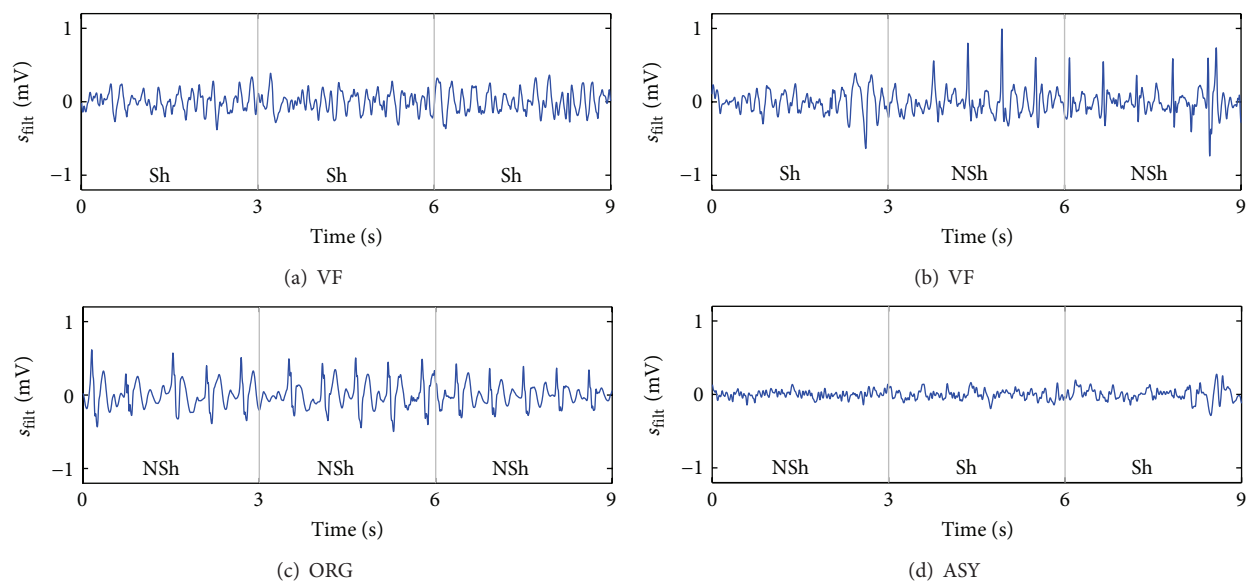 1
0
−1
s_filt (mV)
Sh
Sh
Sh
0
3
6
9
Time (s)
(a) VF
1
0
−1
s_filt (mV)
Sh
NSh
NSh
0
3
6
9
Time (s)
(b) VF
1
0
−1
s_filt (mV)
NSh
NSh
NSh
0
3
6
9
Time (s)
(c) ORG
1
0
−1
s_filt (mV)
NSh
Sh
Sh
0
3
6
9
Time (s)
(d) ASY